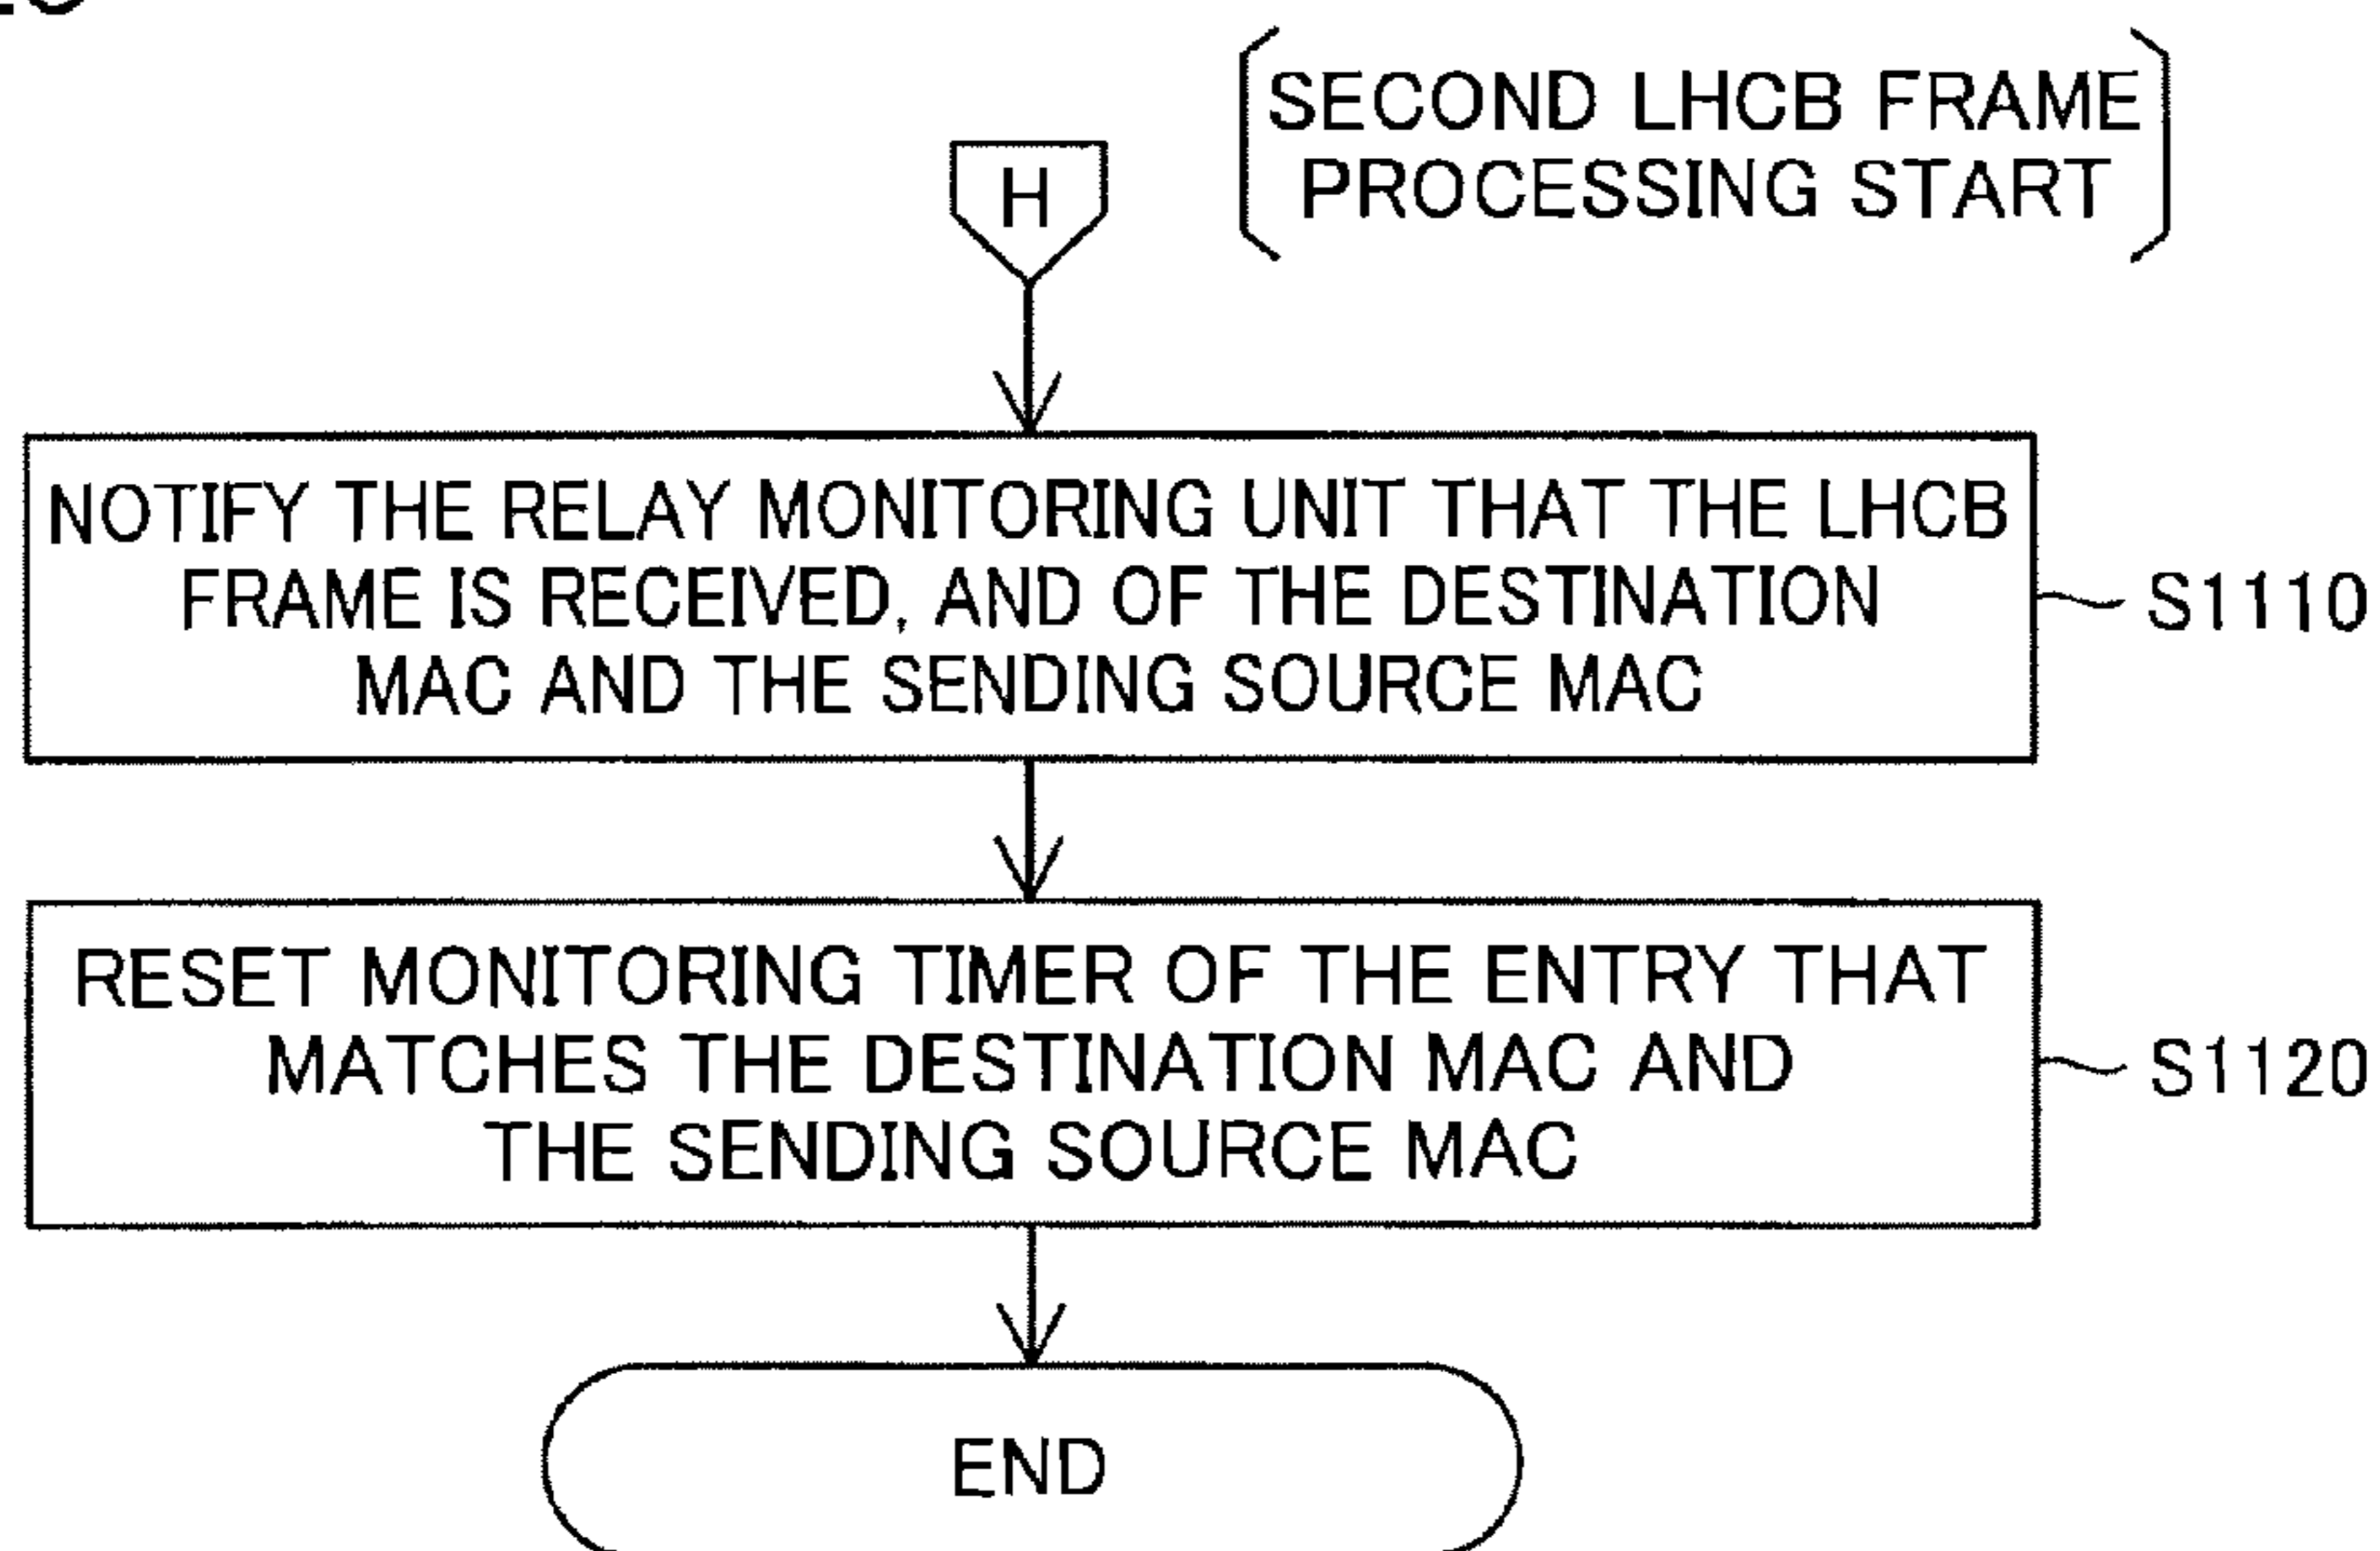 SECOND LHCB FRAME
PROCESSING START
H
NOTIFY THE RELAY MONITORING UNIT THAT THE LHCB
FRAME IS RECEIVED, AND OF THE DESTINATION
MAC AND THE SENDING SOURCE MAC
S1110
RESET MONITORING TIMER OF THE ENTRY THAT
MATCHES THE DESTINATION MAC AND
THE SENDING SOURCE MAC
S1120
END